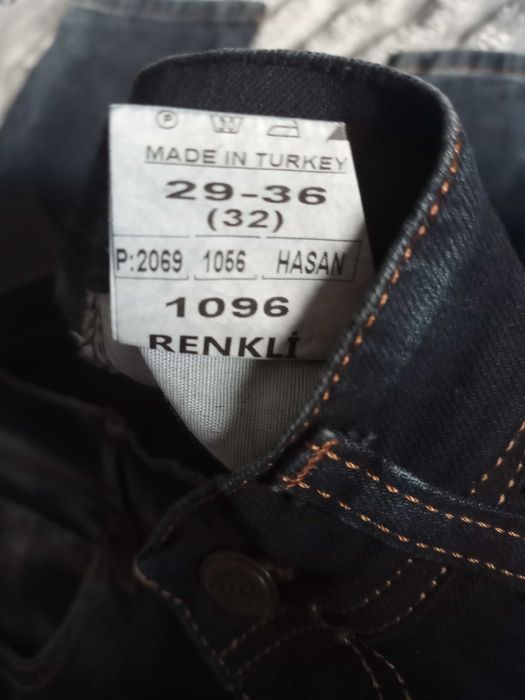 P
MADE IN TURKEY
29-36
(32)
P:2069 1056 HASAN
1096
RENKLİ